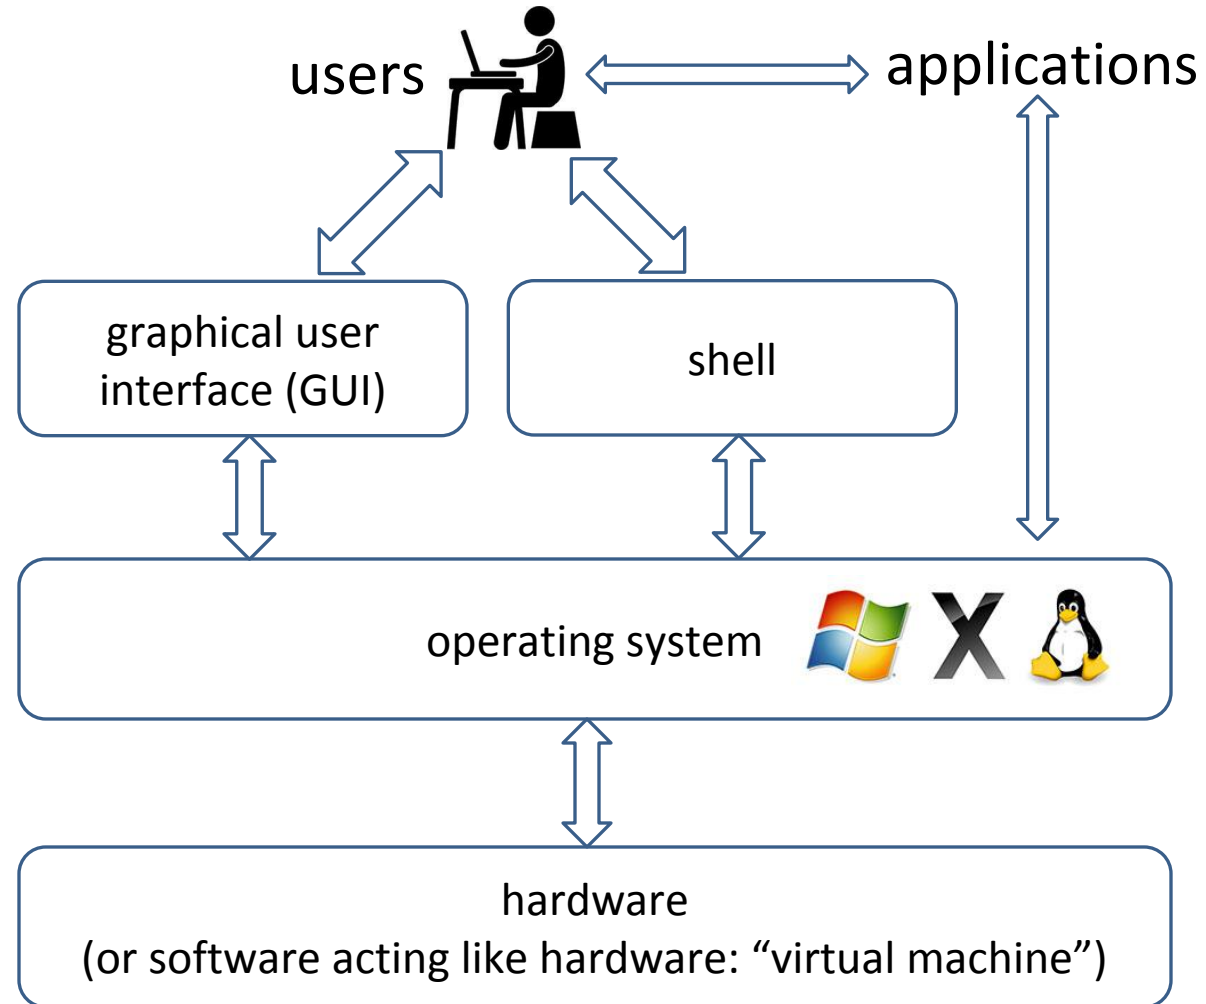 users
applications
graphical user
interface (GUI)
shell
operating system
X
hardware
(or software acting like hardware: “virtual machine”)